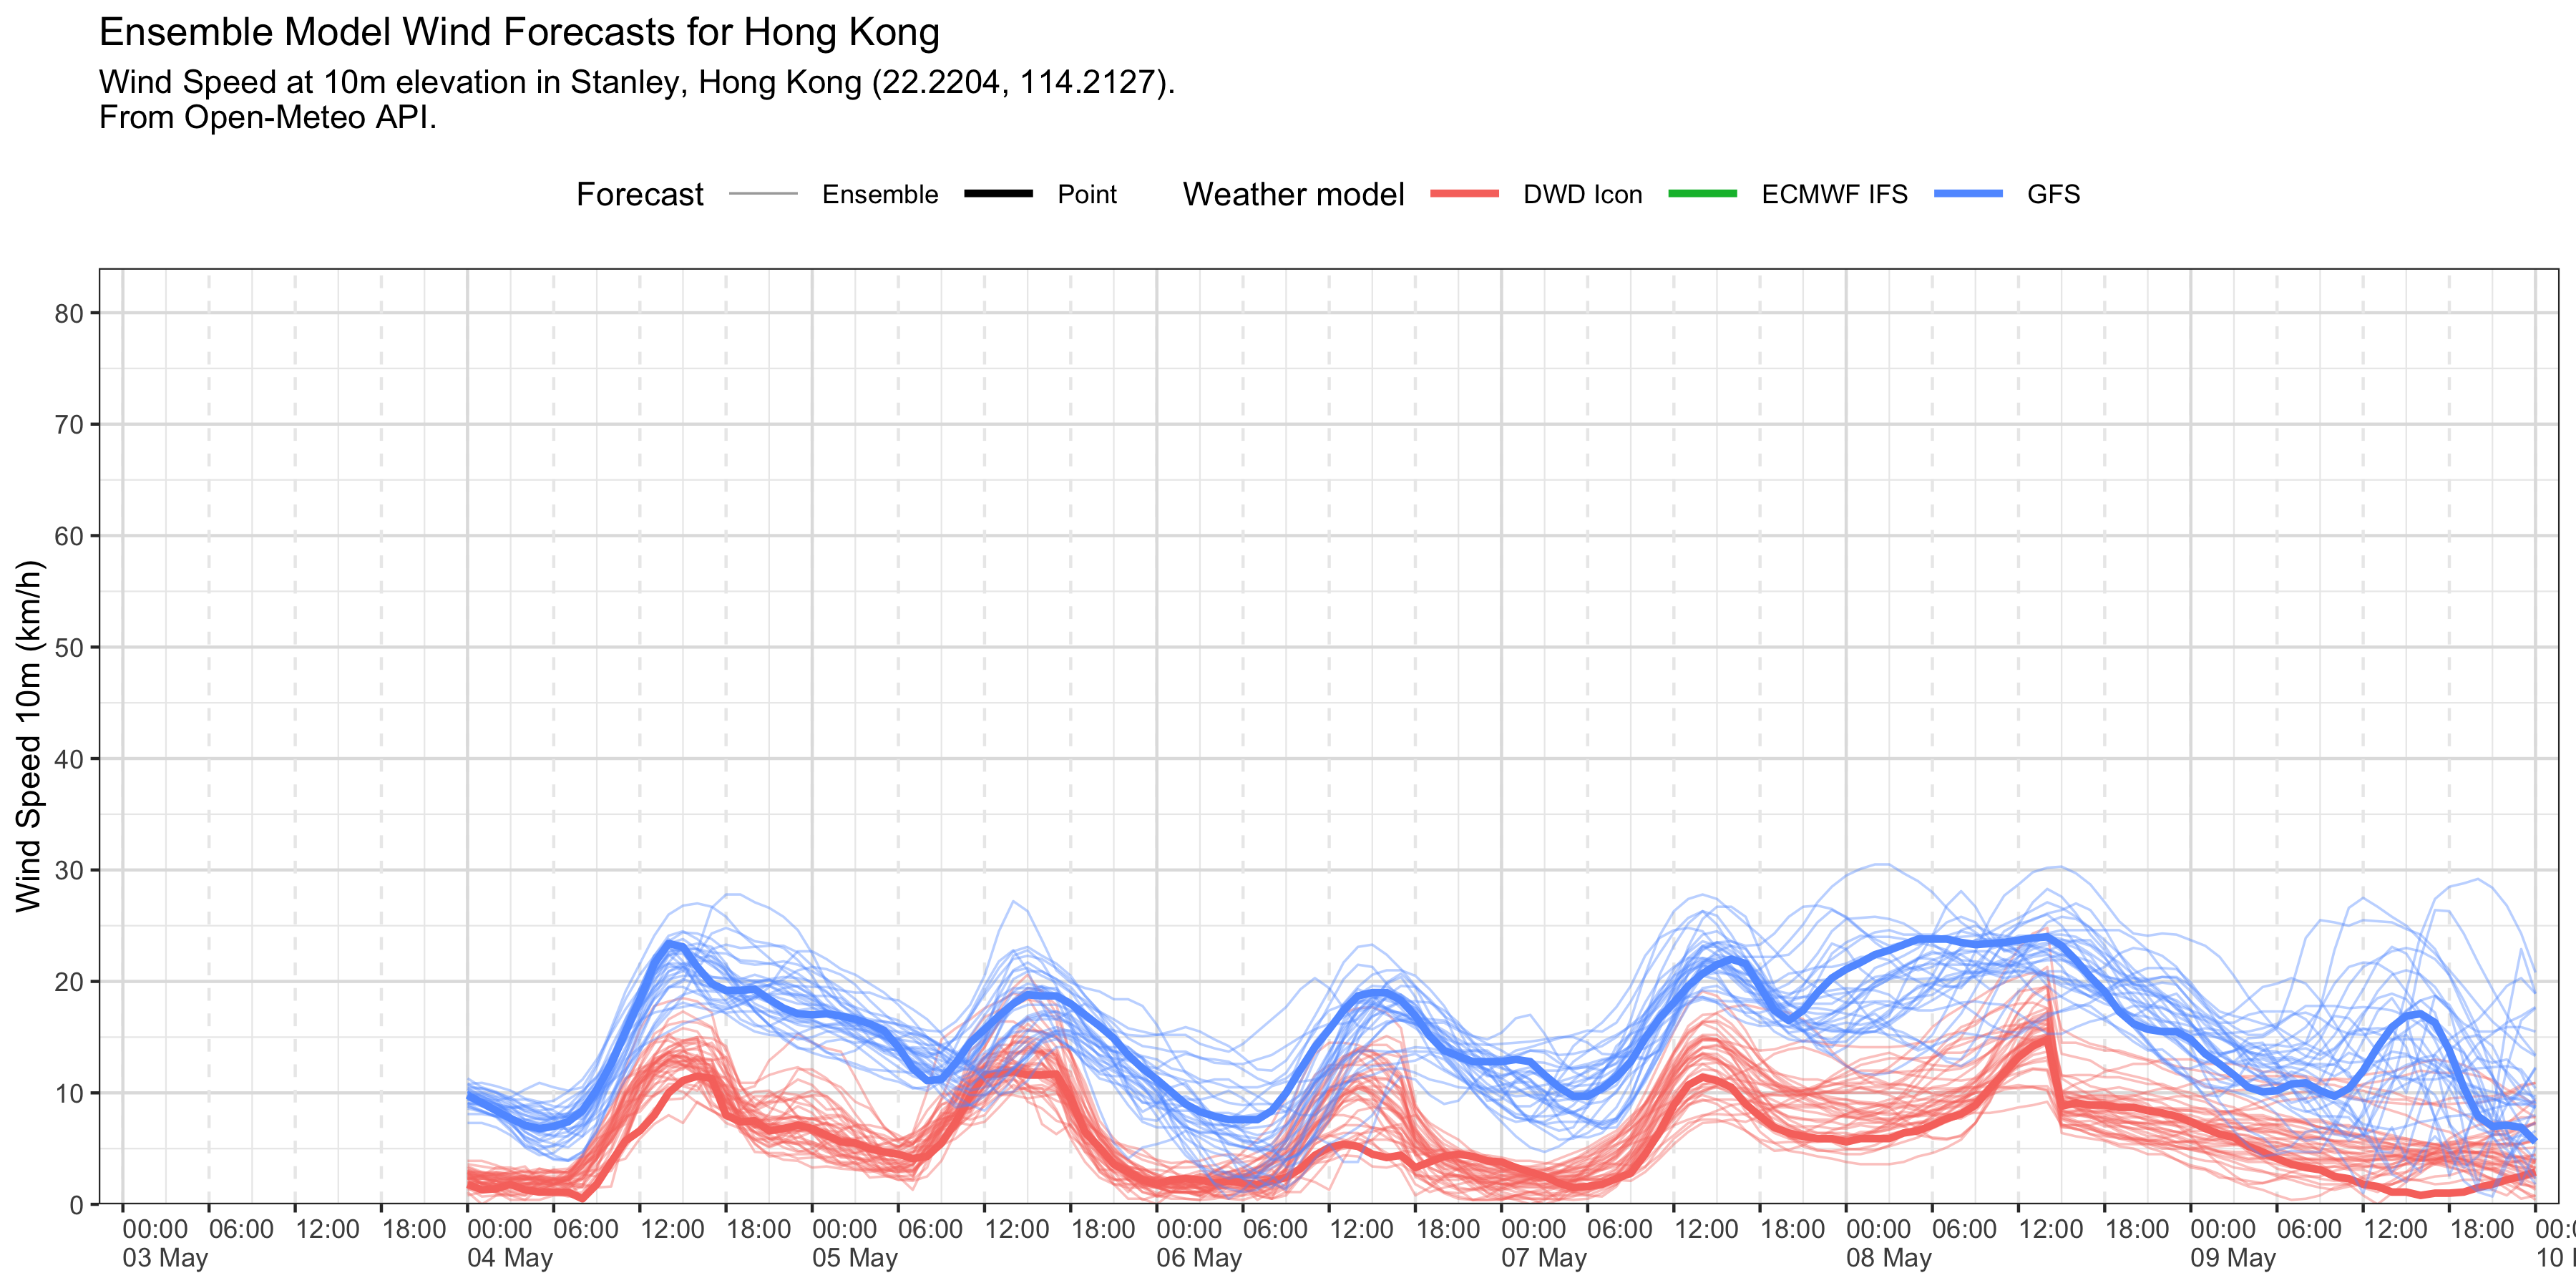 Ensemble Model Wind Forecasts for Hong Kong
Wind Speed at 10m elevation in Stanley, Hong Kong (22.2204, 114.2127).
From Open-Meteo API.
Forecast Ensemble Point Weather model DWD Icon ECMWF IFS GFS
Wind Speed 10m (km/h)
80
70
60
50
40
30
20
10
0
00:00 06:00 12:00 18:00 00:00 06:00 12:00 18:00 00:00 06:00 12:00 18:00 00:00 06:00 12:00 18:00 00:00 06:00 12:00 18:00 00:00 06:00 12:00 18:00 00:00 06:00 12:00 18:00
03 May 04 May 05 May 06 May 07 May 08 May 09 May 10